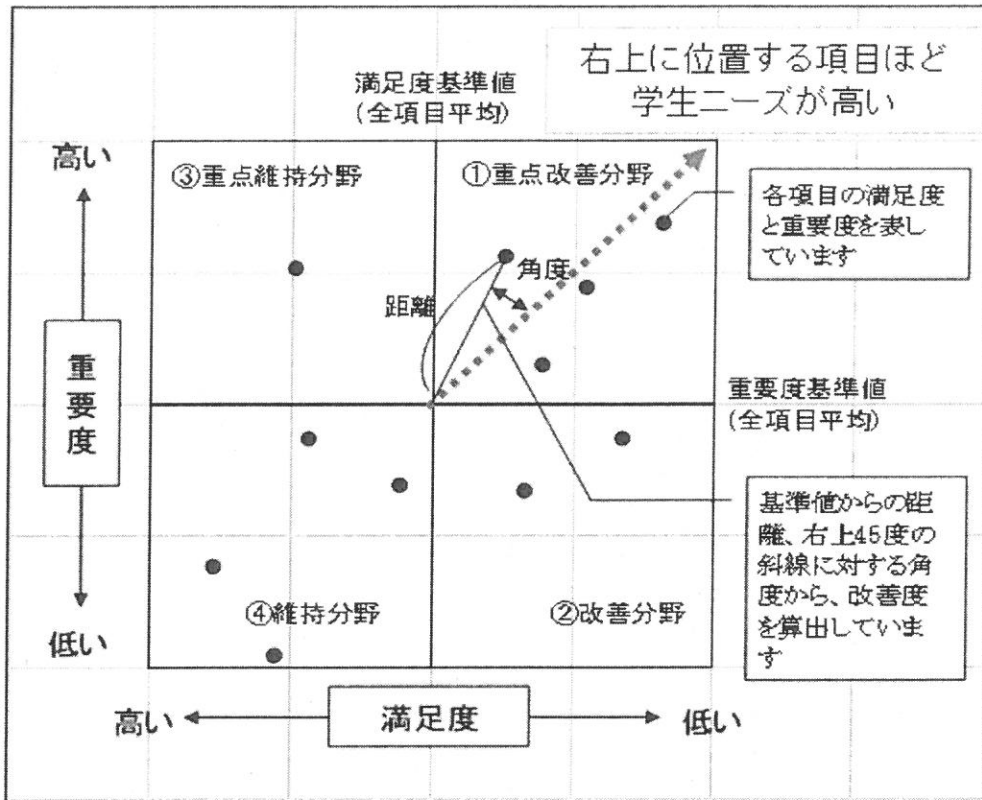 右上に位置する項目ほど
学生ニーズが高い
満足度基準値
(全項目平均)
高い
③重点維持分野
①重点改善分野
各項目の満足度
と重要度を表し
ています
角度
距離
重要度
重要度基準値
(全項目平均)
基準値からの距
離、右上45度の
斜線に対する角
度から、改善度
を算出していま
す
④維持分野
②改善分野
低い
高い
満足度
低い